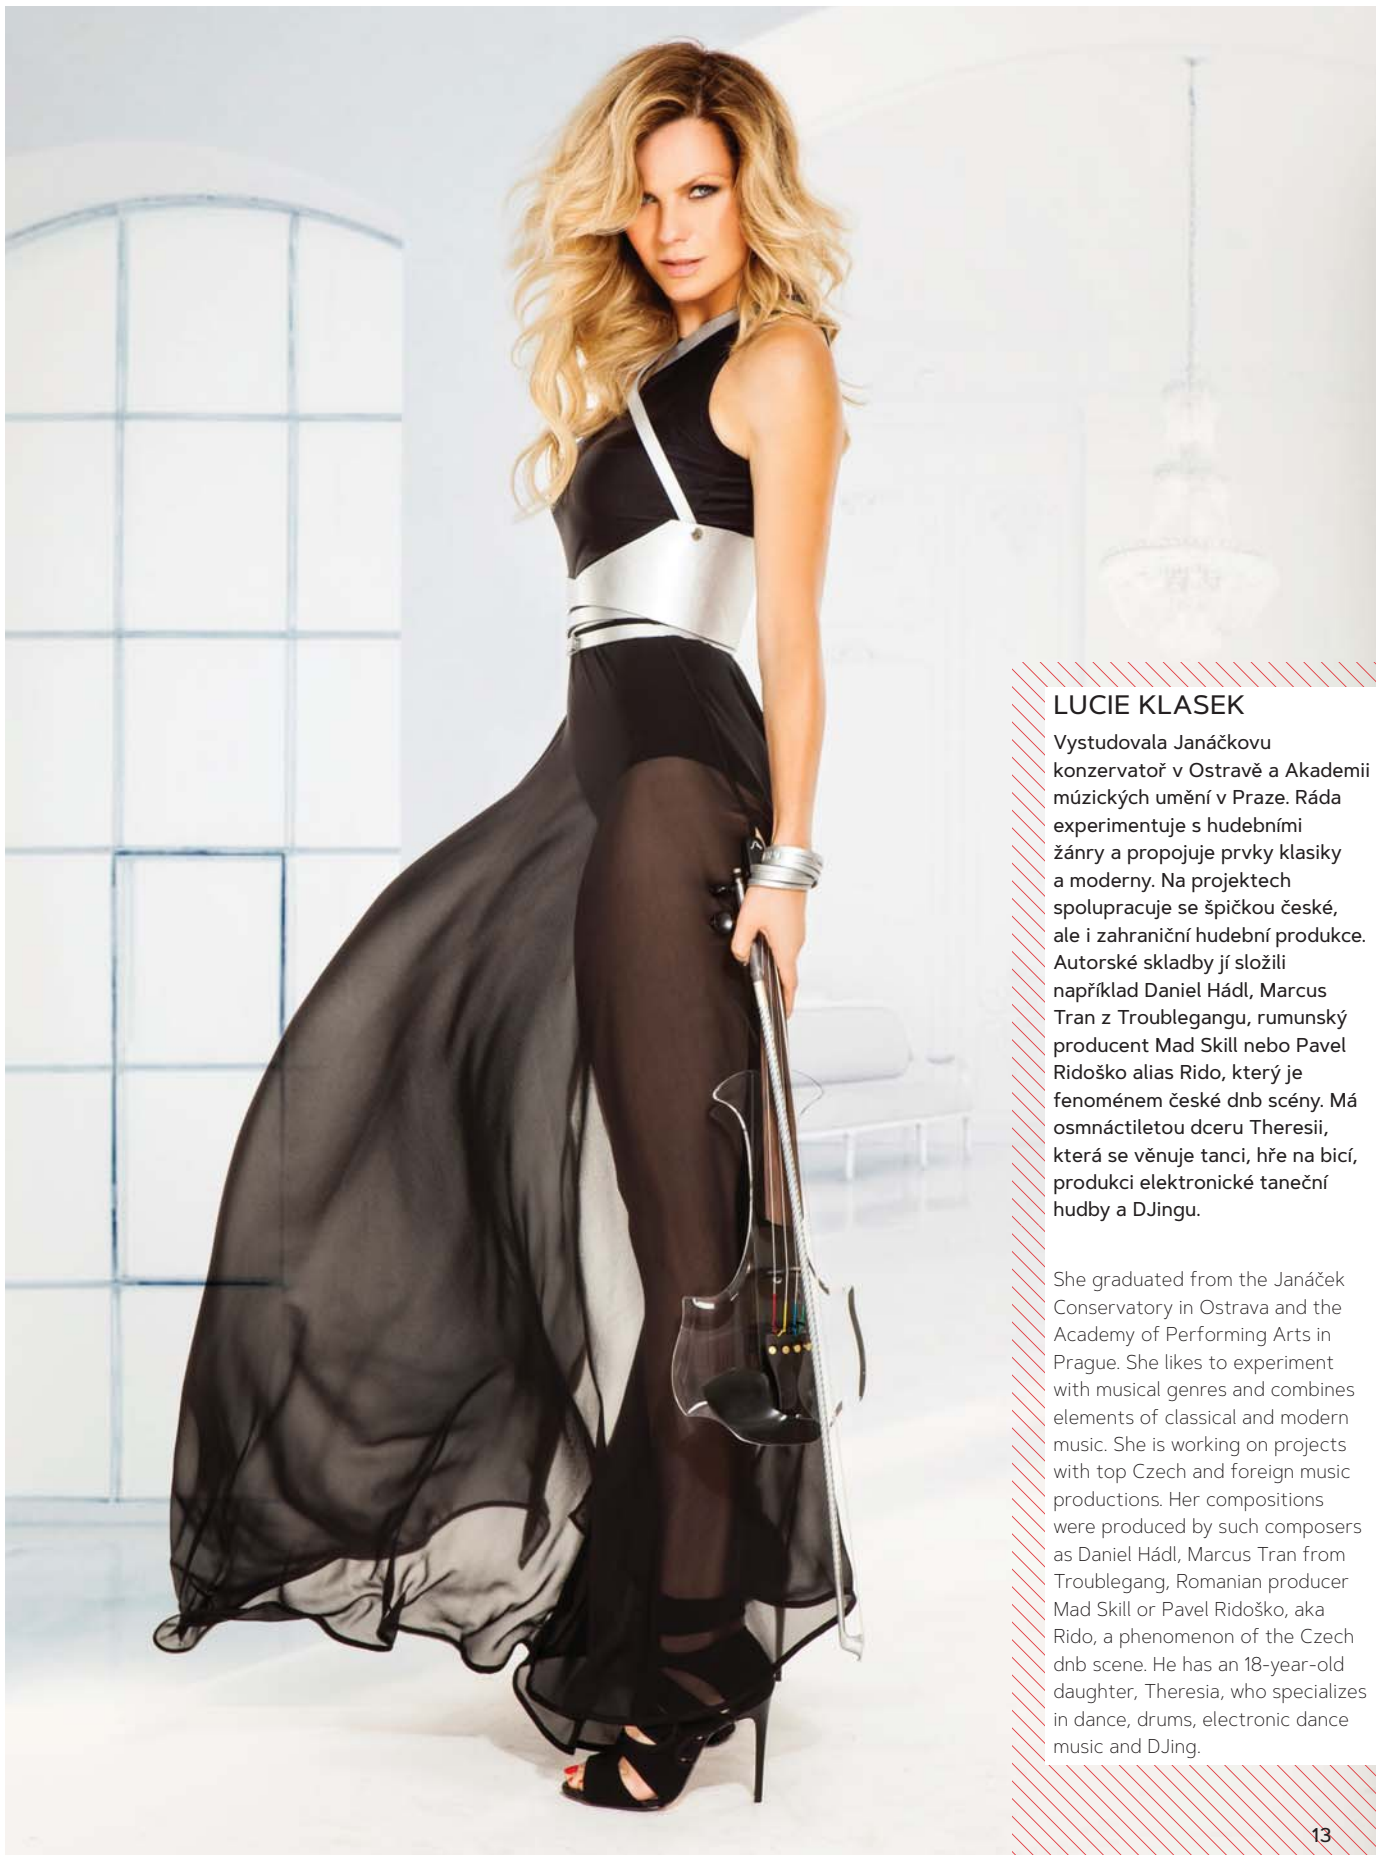 LUCIE KLASEK
Vystudovala Janáčkovu
konzervatoř v Ostravě a Akademii
múzických umění v Praze. Ráda
experimentuje s hudebními
žánry a propojuje prvky klasiky
a moderny. Na projektech
spolupracuje se špičkou české,
ale i zahraniční hudební produkce.
Autorské skladby jí složili
například Daniel Hádl, Marcus
Tran z Troublegangu, rumunský
producent Mad Skill nebo Pavel
Ridoško alias Rido, který je
fenoménem české dnb scény. Má
osmnáctiletou dceru Theresii,
která se věnuje tanci, hře na bicí,
produkci elektronické taneční
hudby a DJingu.
She graduated from the Janáček
Conservatory in Ostrava and the
Academy of Performing Arts in
Prague. She likes to experiment
with musical genres and combines
elements of classical and modern
music. She is working on projects
with top Czech and foreign music
productions. Her compositions
were produced by such composers
as Daniel Hádl, Marcus Tran from
Troublegang, Romanian producer
Mad Skill or Pavel Ridoško, aka
Rido, a phenomenon of the Czech
dnb scene. He has an 18-year-old
daughter, Theresia, who specializes
in dance, drums, electronic dance
music and DJing.
13